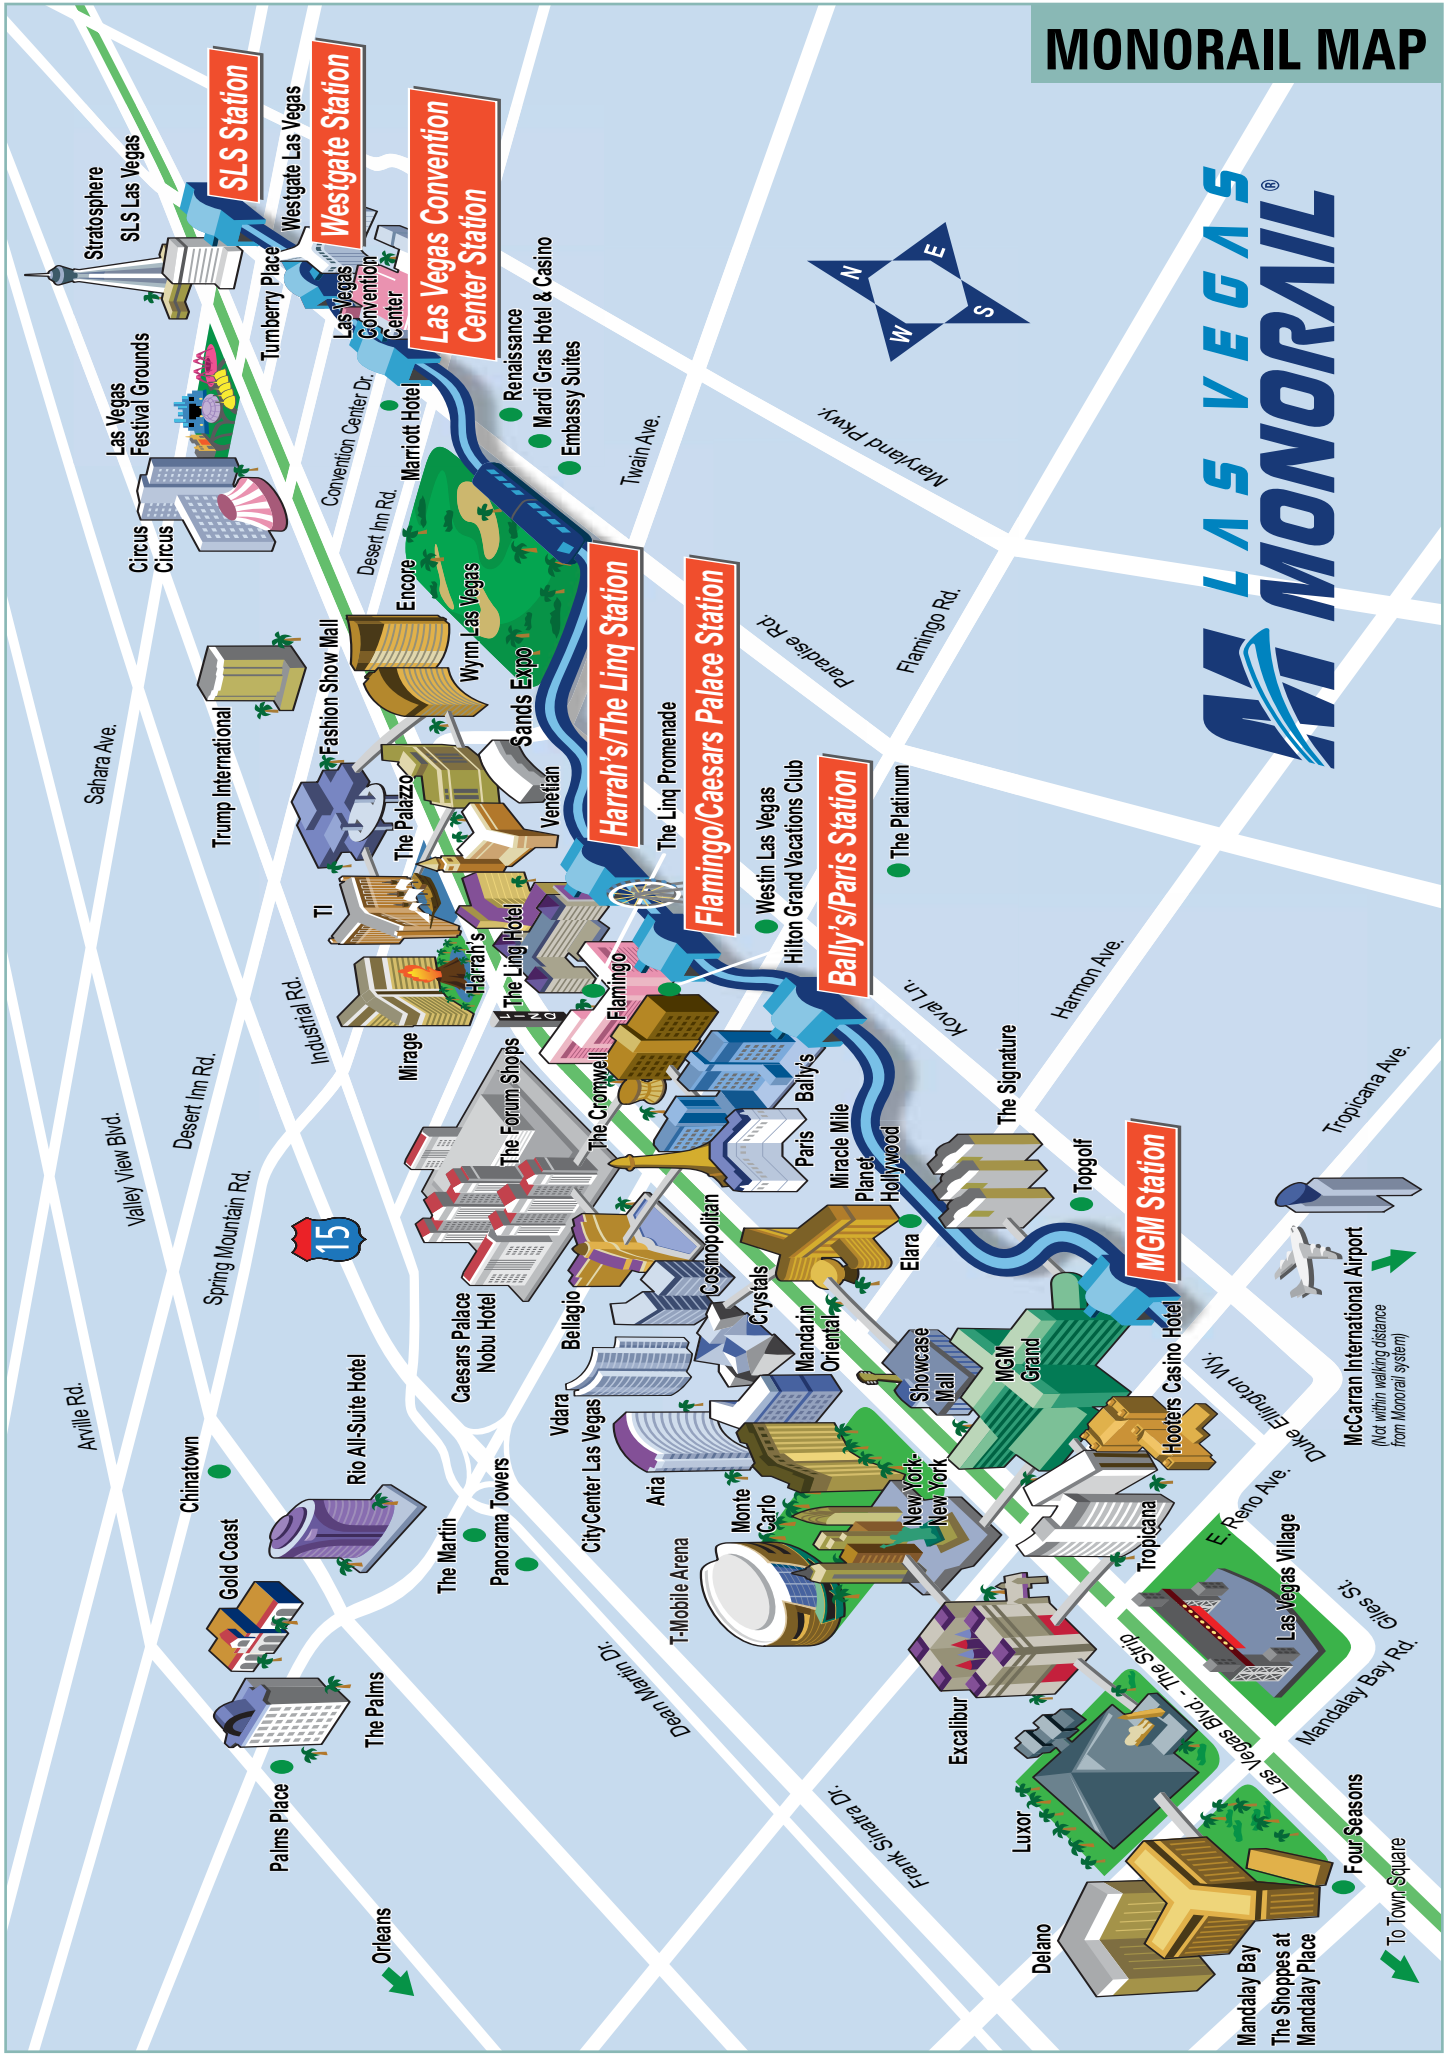 MONORAIL MAP
SLS Station
Westgate Station
Las Vegas Convention
Center Station
Harrah's/The Linq Station
Flamingo/Caesars Palace Station
Bally's/Paris Station
MGM Station
Stratosphere
SLS Las Vegas
Westgate Las Vegas
Turnberry Place
Las Vegas
Convention
Center
Las Vegas
Festival Grounds
Circus
Circus
Convention Center Dr.
Marriott Hotel
Renaissance
Mardi Gras Hotel & Casino
Embassy Suites
Desert Inn Rd.
Twain Ave.
Maryland Pkwy.
N
E
S
W
LAS VEGAS
MONORAIL®
Encore
Wynn Las Vegas
Fashion Show Mall
Trump International
Sahara Ave.
Sands Expo
The Palazzo
Venetian
TI
Harrah's
The Linq Hotel
The Linq Promenade
Paradise Rd.
Flamingo Rd.
Westin Las Vegas
Hilton Grand Vacations Club
The Platinum
Flamingo
LINQ
Mirage
Industrial Rd.
Desert Inn Rd.
Valley View Blvd.
Spring Mountain Rd.
15
The Forum Shops
The Cromwell
Bally's
Paris
Koval Ln.
Harmon Ave.
Tropicana Ave.
The Signature
Topgolf
Miracle Mile
Planet
Hollywood
Elara
Caesars Palace
Nobu Hotel
Bellagio
Cosmopolitan
Crystals
Mandarin
Oriental
Vdara
CityCenter Las Vegas
Aria
Monte
Carlo
T-Mobile Arena
Showcase
Mall
MGM
Grand
Hooters Casino Hotel
New York-
New York
Tropicana
McCarran International Airport
(Not within walking distance
from Monorail system)
Duke Ellington Wy.
E. Reno Ave.
Las Vegas Village
Giles St.
Mandalay Bay Rd.
Las Vegas Blvd. - The Strip
Excalibur
Luxor
Delano
Mandalay Bay
The Shoppes at
Mandalay Place
Four Seasons
To Town Square
Frank Sinatra Dr.
Dean Martin Dr.
Panorama Towers
The Martin
Rio All-Suite Hotel
Chinatown
Arville Rd.
Gold Coast
The Palms
Palms Place
Orleans